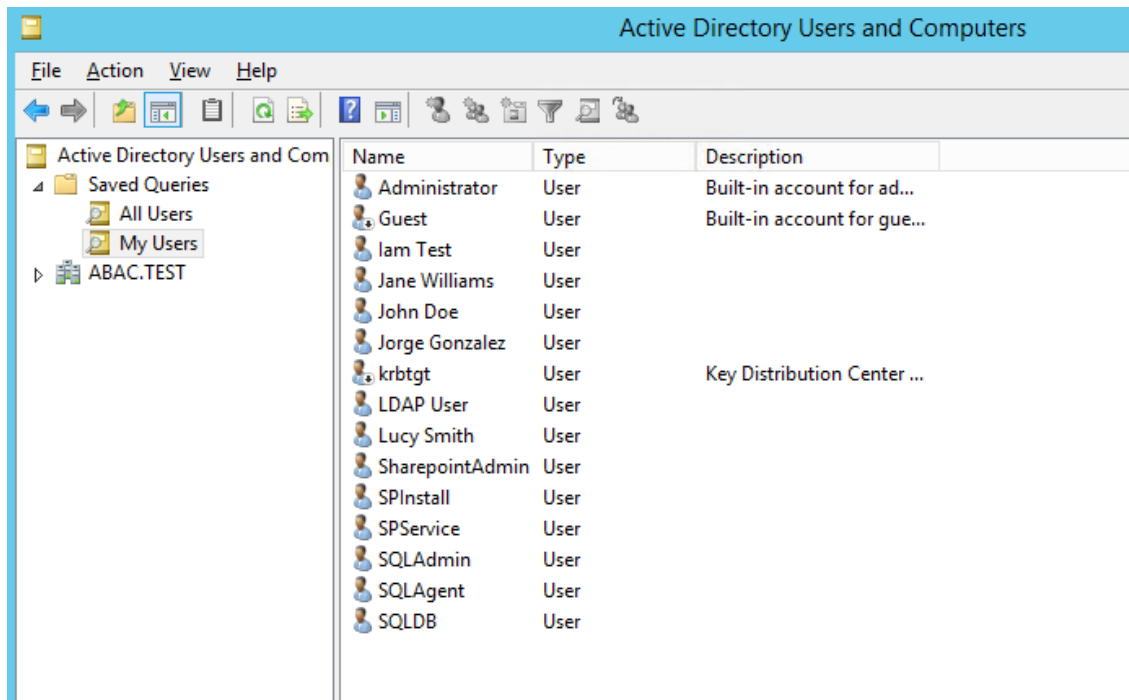 Active Directory Users and Computers
File Action View Help
Active Directory Users and Com
Saved Queries
All Users
My Users
ABAC.TEST
Name Type Description
Administrator User Built-in account for ad...
Guest User Built-in account for gue...
Iam Test User
Jane Williams User
John Doe User
Jorge Gonzalez User
krbtgt User Key Distribution Center ...
LDAP User User
Lucy Smith User
SharepointAdmin User
SPInstall User
SPService User
SQLAdmin User
SQLAgent User
SQLDB User